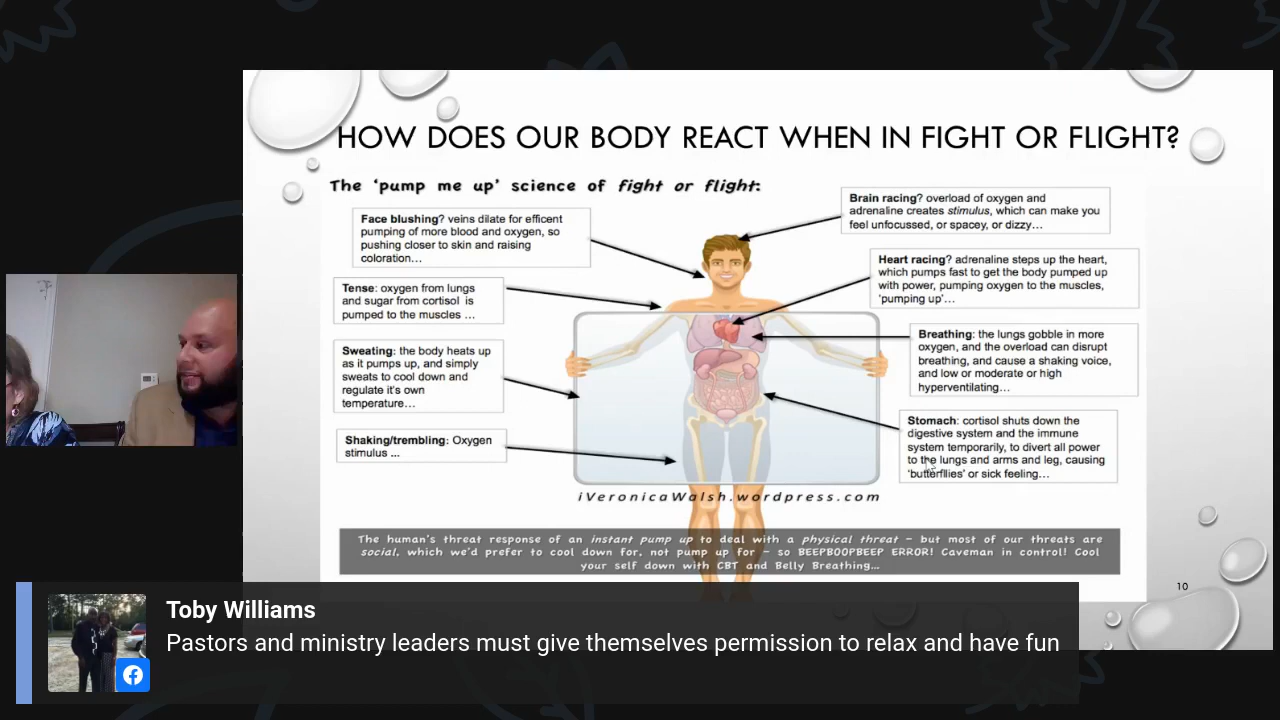 HOW DOES OUR BODY REACT WHEN IN FIGHT OR FLIGHT?
The 'pump me up' science of fight or flight:
Face blushing? veins dilate for efficent
pumping of more blood and oxygen, so
pushing closer to skin and raising
coloration...
Tense: oxygen from lungs
and sugar from cortisol is
pumped to the muscles ...
Sweating: the body heats up
as it pumps up, and simply
sweats to cool down and
regulate it's own
temperature...
Shaking/trembling: Oxygen
stimulus ...
Brain racing? overload of oxygen and
adrenaline creates stimulus, which can make you
feel unfocussed, or spacey, or dizzy...
Heart racing? adrenaline steps up the heart,
which pumps fast to get the body pumped up
with power, pumping oxygen to the muscles,
'pumping up'...
Breathing: the lungs gobble in more
oxygen, and the overload can disrupt
breathing, and cause a shaking voice,
and low or moderate or high
hyperventilating...
Stomach: cortisol shuts down the
digestive system and the immune
system temporarily, to divert all power
to the lungs and arms and leg, causing
'butterfllies' or sick feeling...
iVeronicaWalsh.wordpress.com
The human's threat response of an instant pump up to deal with a physical threat – but most of our threats are
social, which we'd prefer to cool down for, not pump up for – so BEEPBOOPBEEP ERROR! Caveman in control! Cool
your self down with CBT and Belly Breathing...
10
Toby Williams
Pastors and ministry leaders must give themselves permission to relax and have fun